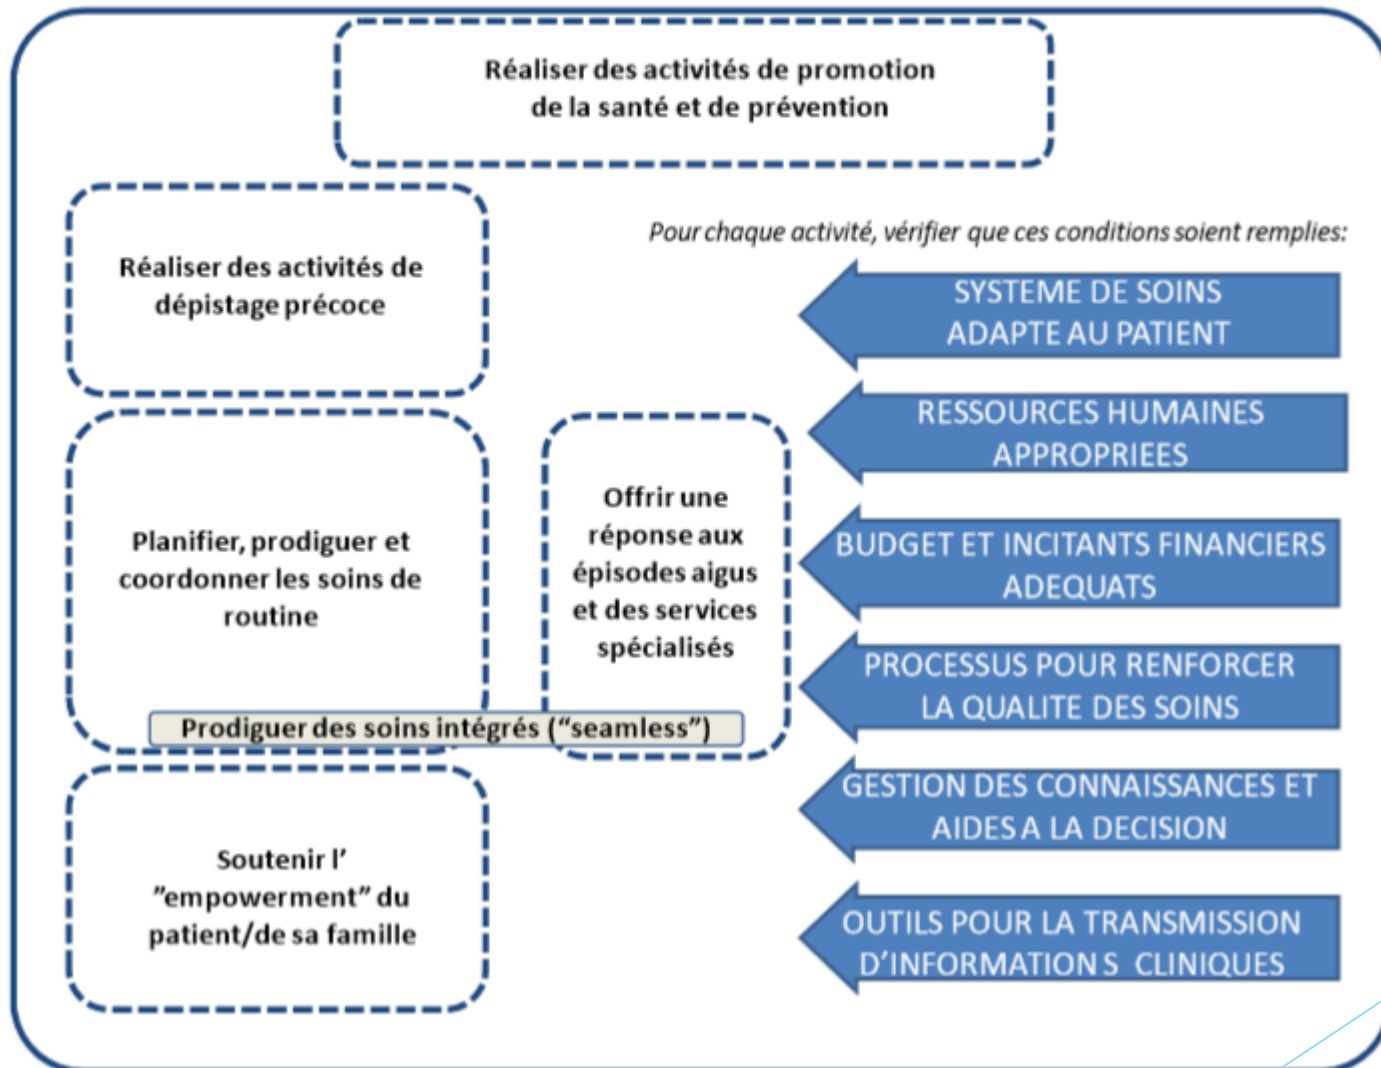 Réaliser des activités de promotion
de la santé et de prévention
Réaliser des activités de
dépistage précoce
Planifier, prodiguer et
coordonner les soins de
routine
Offrir une
réponse aux
épisodes aigus
et des services
spécialisés
Prodiguer des soins intégrés (“seamless”)
Soutenir l’
”empowerment” du
patient/de sa famille
Pour chaque activité, vérifier que ces conditions soient remplies:
SYSTEME DE SOINS
ADAPTE AU PATIENT
RESSOURCES HUMAINES
APPROPRIEES
BUDGET ET INCITANTS FINANCIERS
ADEQUATS
PROCESSUS POUR RENFORCER
LA QUALITE DES SOINS
GESTION DES CONNAISSANCES ET
AIDES A LA DECISION
OUTILS POUR LA TRANSMISSION
D’INFORMATION S CLINIQUES